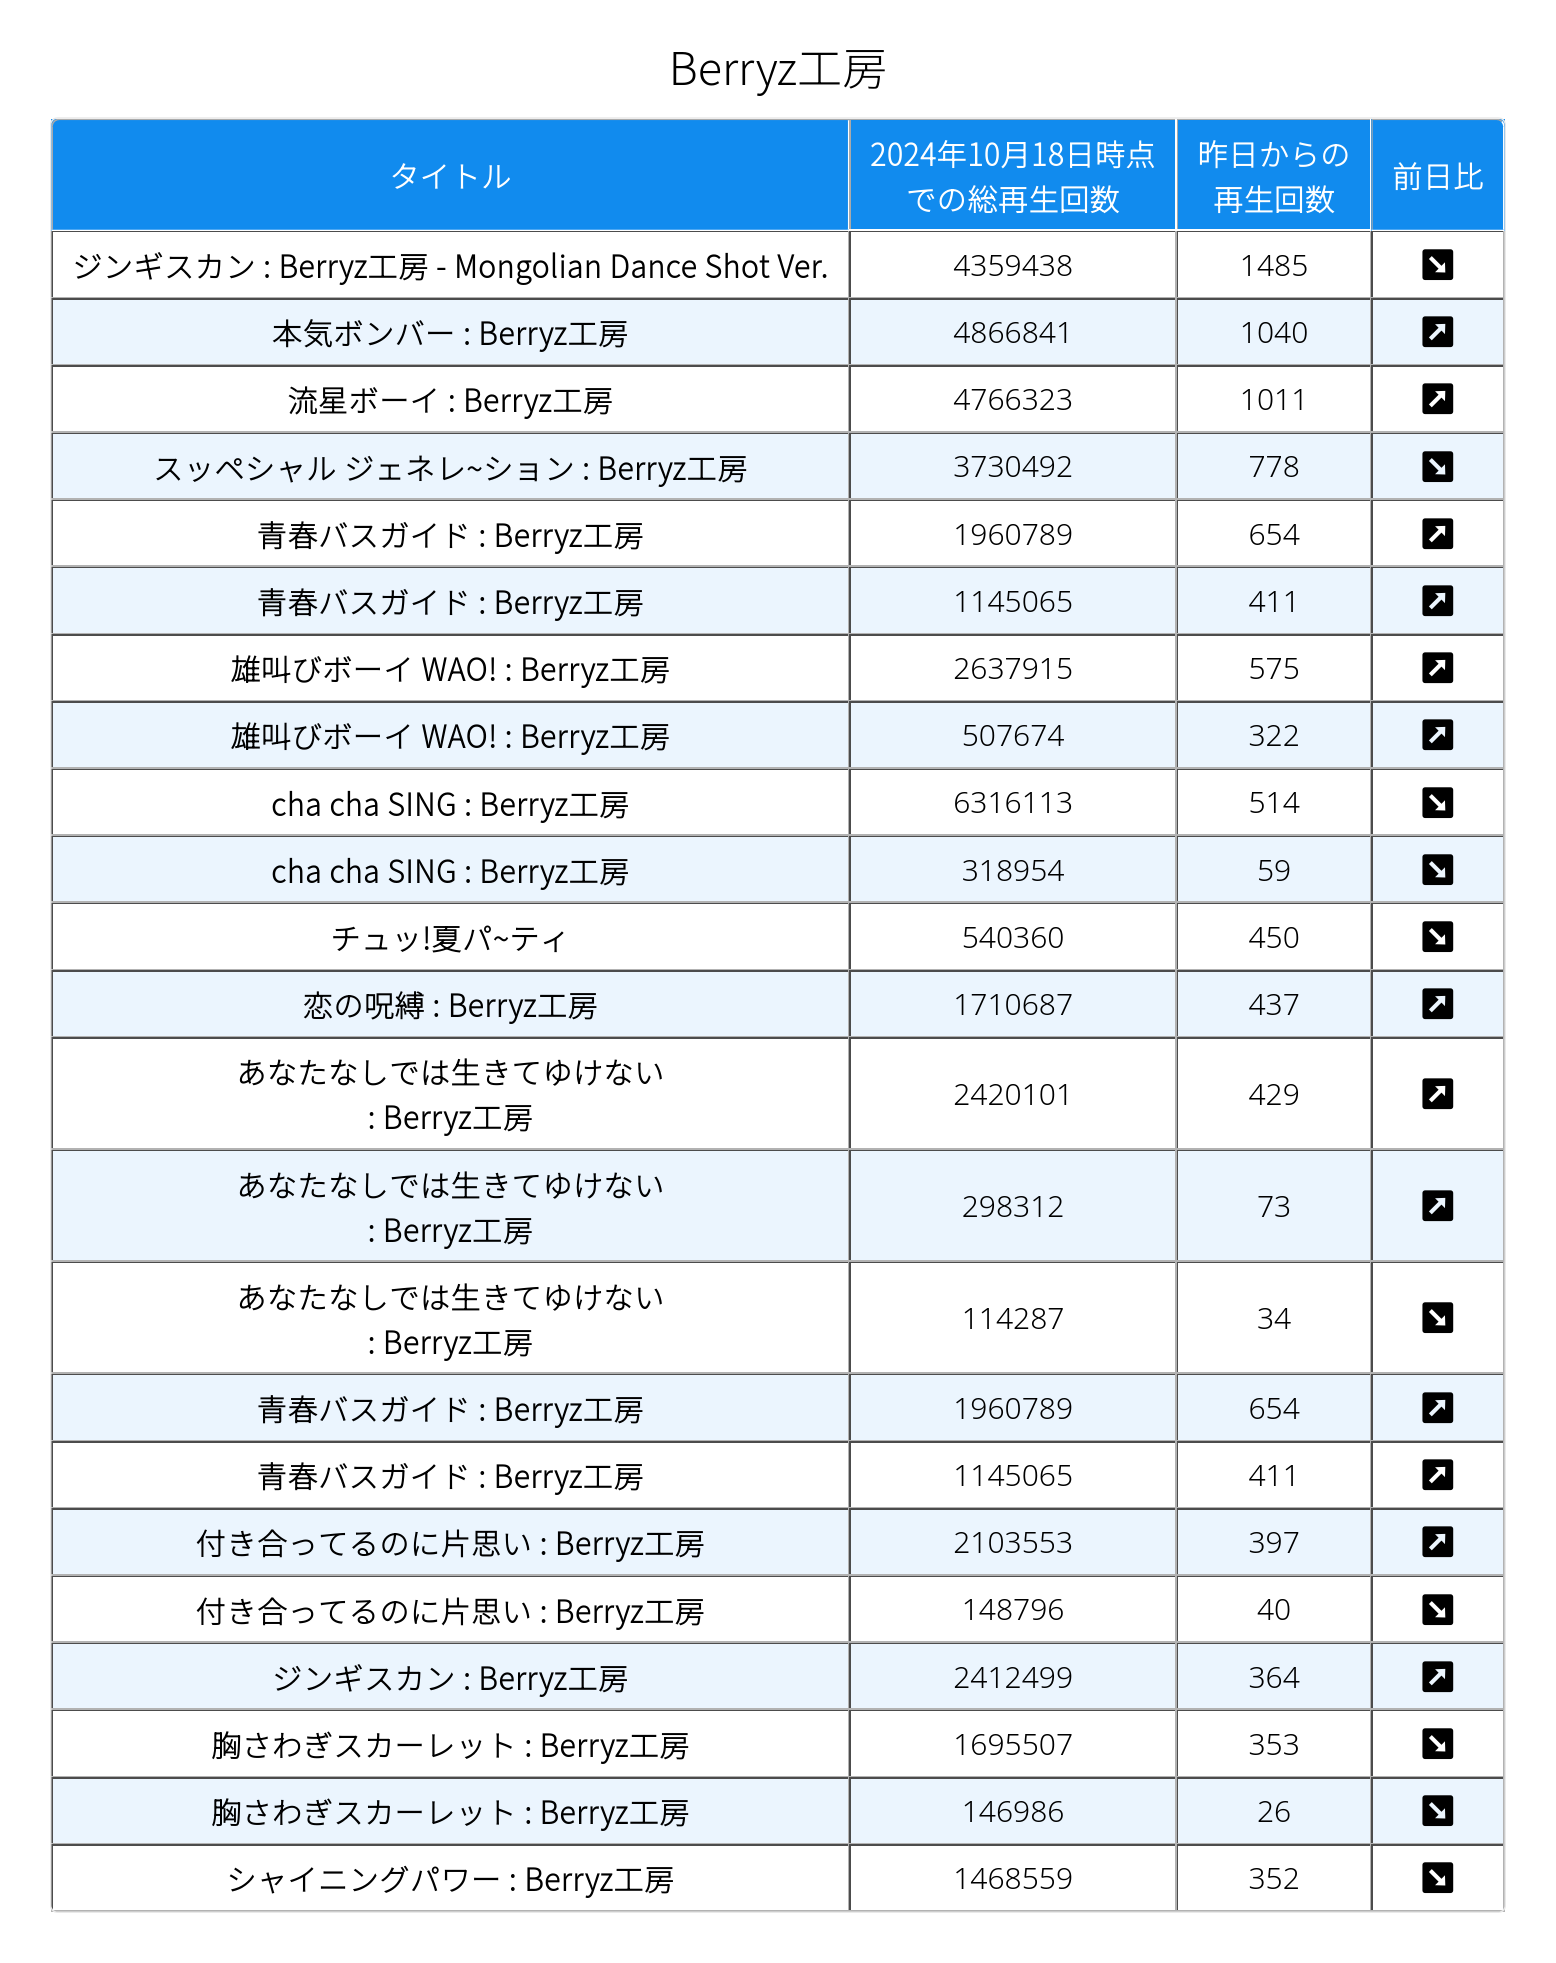 Berryz工房
タイトル 2024年10月18日時点での総再生回数 昨日からの再生回数 前日比
ジンギスカン : Berryz工房 - Mongolian Dance Shot Ver. 4359438 1485
本気ボンバー : Berryz工房 4866841 1040
流星ボーイ : Berryz工房 4766323 1011
スッペシャル ジェネレ~ション : Berryz工房 3730492 778
青春バスガイド : Berryz工房 1960789 654
青春バスガイド : Berryz工房 1145065 411
雄叫びボーイ WAO! : Berryz工房 2637915 575
雄叫びボーイ WAO! : Berryz工房 507674 322
cha cha SING : Berryz工房 6316113 514
cha cha SING : Berryz工房 318954 59
チュッ!夏パ~ティ 540360 450
恋の呪縛 : Berryz工房 1710687 437
あなたなしでは生きてゆけない
: Berryz工房 2420101 429
あなたなしでは生きてゆけない
: Berryz工房 298312 73
あなたなしでは生きてゆけない
: Berryz工房 114287 34
青春バスガイド : Berryz工房 1960789 654
青春バスガイド : Berryz工房 1145065 411
付き合ってるのに片思い : Berryz工房 2103553 397
付き合ってるのに片思い : Berryz工房 148796 40
ジンギスカン : Berryz工房 2412499 364
胸さわぎスカーレット : Berryz工房 1695507 353
胸さわぎスカーレット : Berryz工房 146986 26
シャイニングパワー : Berryz工房 1468559 352